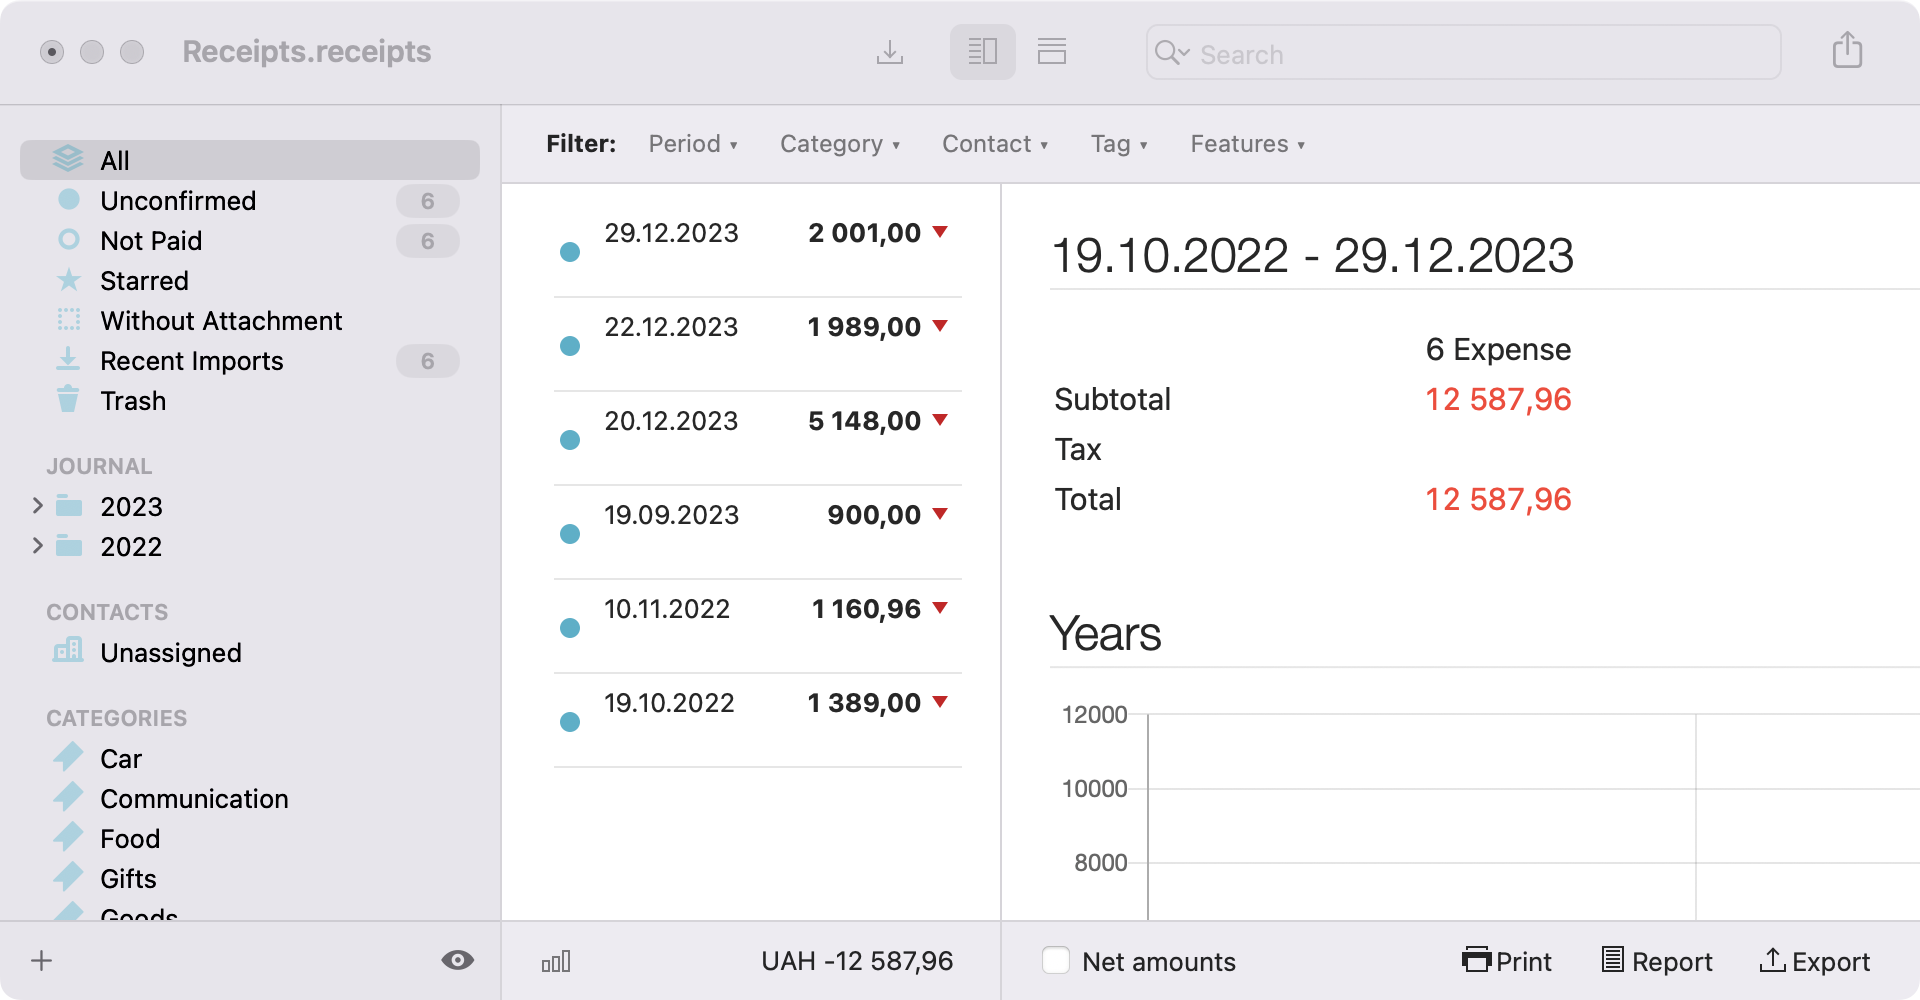 Receipts.receipts
Search
All
Unconfirmed 6
Not Paid 6
Starred
Without Attachment
Recent Imports 6
Trash
JOURNAL
2023
2022
CONTACTS
Unassigned
CATEGORIES
Car
Communication
Food
Gifts
Goods
Filter: Period Category Contact Tag Features
29.12.2023 2 001,00
22.12.2023 1 989,00
20.12.2023 5 148,00
19.09.2023 900,00
10.11.2022 1 160,96
19.10.2022 1 389,00
UAH -12 587,96
19.10.2022 - 29.12.2023
6 Expense
Subtotal 12 587,96
Tax
Total 12 587,96
Years
12000
10000
8000
Net amounts Print Report Export